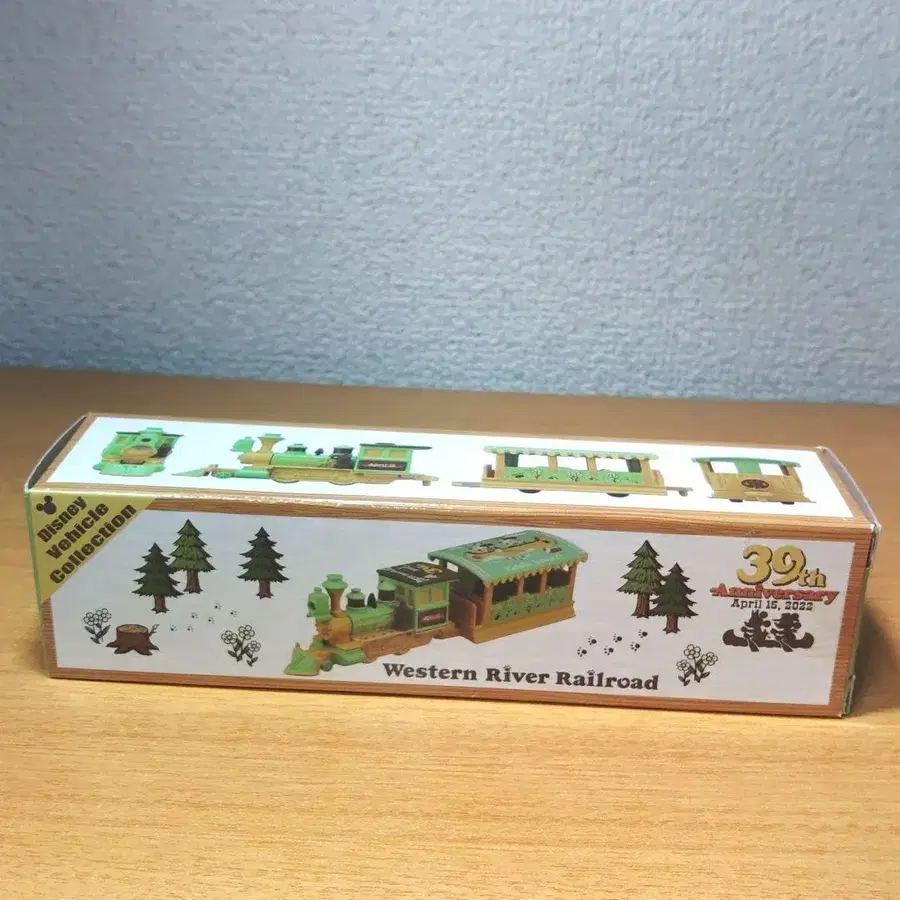 Disney
Vehicle
Collection
39th
Anniversary
April 15, 2022
Western River Railroad